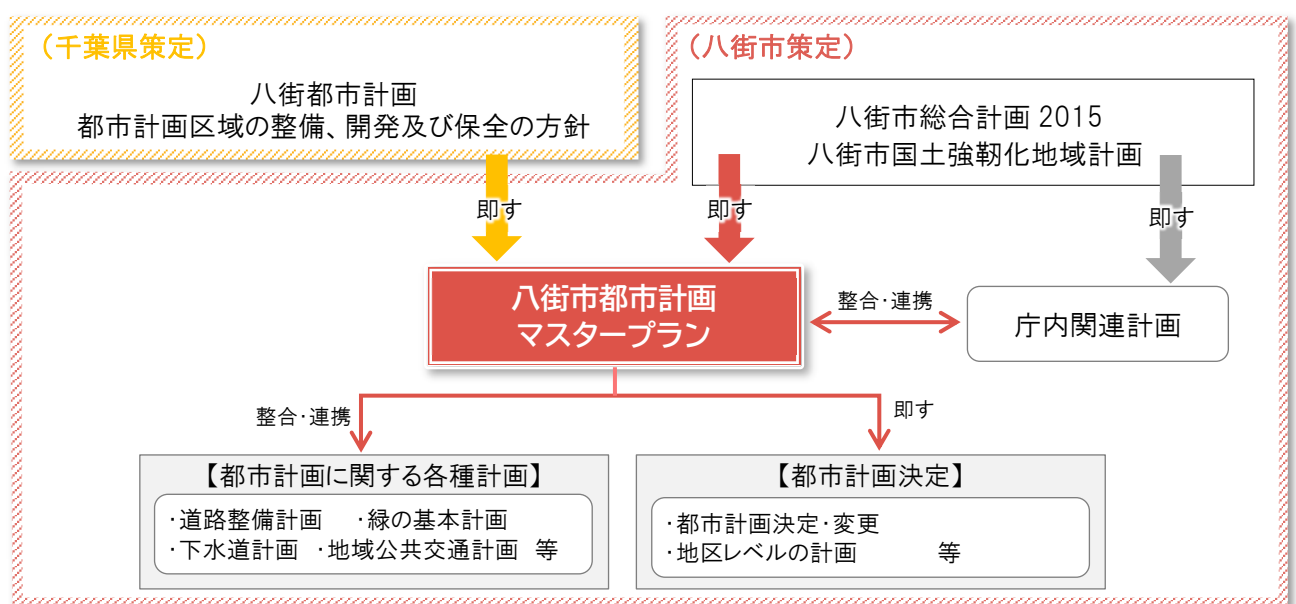 （千葉県策定）
八街都市計画
都市計画区域の整備、開発及び保全の方針
（八街市策定）
八街市総合計画 2015
八街市国土強靭化地域計画
即す
即す
即す
八街市都市計画
マスタープラン
整合・連携
庁内関連計画
整合・連携
即す
【都市計画に関する各種計画】
・道路整備計画　・緑の基本計画
・下水道計画　・地域公共交通計画　等
【都市計画決定】
・都市計画決定・変更
・地区レベルの計画　等